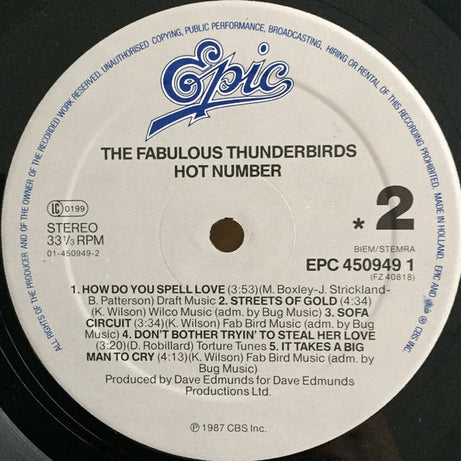 ALL RIGHTS OF THE PRODUCER AND OF THE OWNER OF THE RECORDED WORK RESERVED. UNAUTHORISED COPYING, PUBLIC PERFORMANCE, BROADCASTING, HIRING OR RENTAL OF THIS RECORDING PROHIBITED. MADE IN HOLLAND. EPIC AND Epic ® CBS INC.
Epic
THE FABULOUS THUNDERBIRDS
HOT NUMBER
LC 0199
STEREO
33⅓ RPM
01-450949-2
* 2
BIEM/STEMRA
EPC 450949 1
(FZ 40818)
1. HOW DO YOU SPELL LOVE (3:53)(M. Boxley-J. Strickland-
B. Patterson) Draft Music 2. STREETS OF GOLD (4:34)
(K. Wilson) Wilco Music (adm. by Bug Music) 3. SOFA
CIRCUIT (3:34)(K. Wilson) Fab Bird Music (adm. by Bug
Music) 4. DON'T BOTHER TRYIN' TO STEAL HER LOVE
(3:20)(D. Robillard) Torture Tunes 5. IT TAKES A BIG
MAN TO CRY (4:13)(K. Wilson) Fab Bird Music (adm. by
Bug Music)
Produced by Dave Edmunds for Dave Edmunds
Productions Ltd.
℗ 1987 CBS Inc.